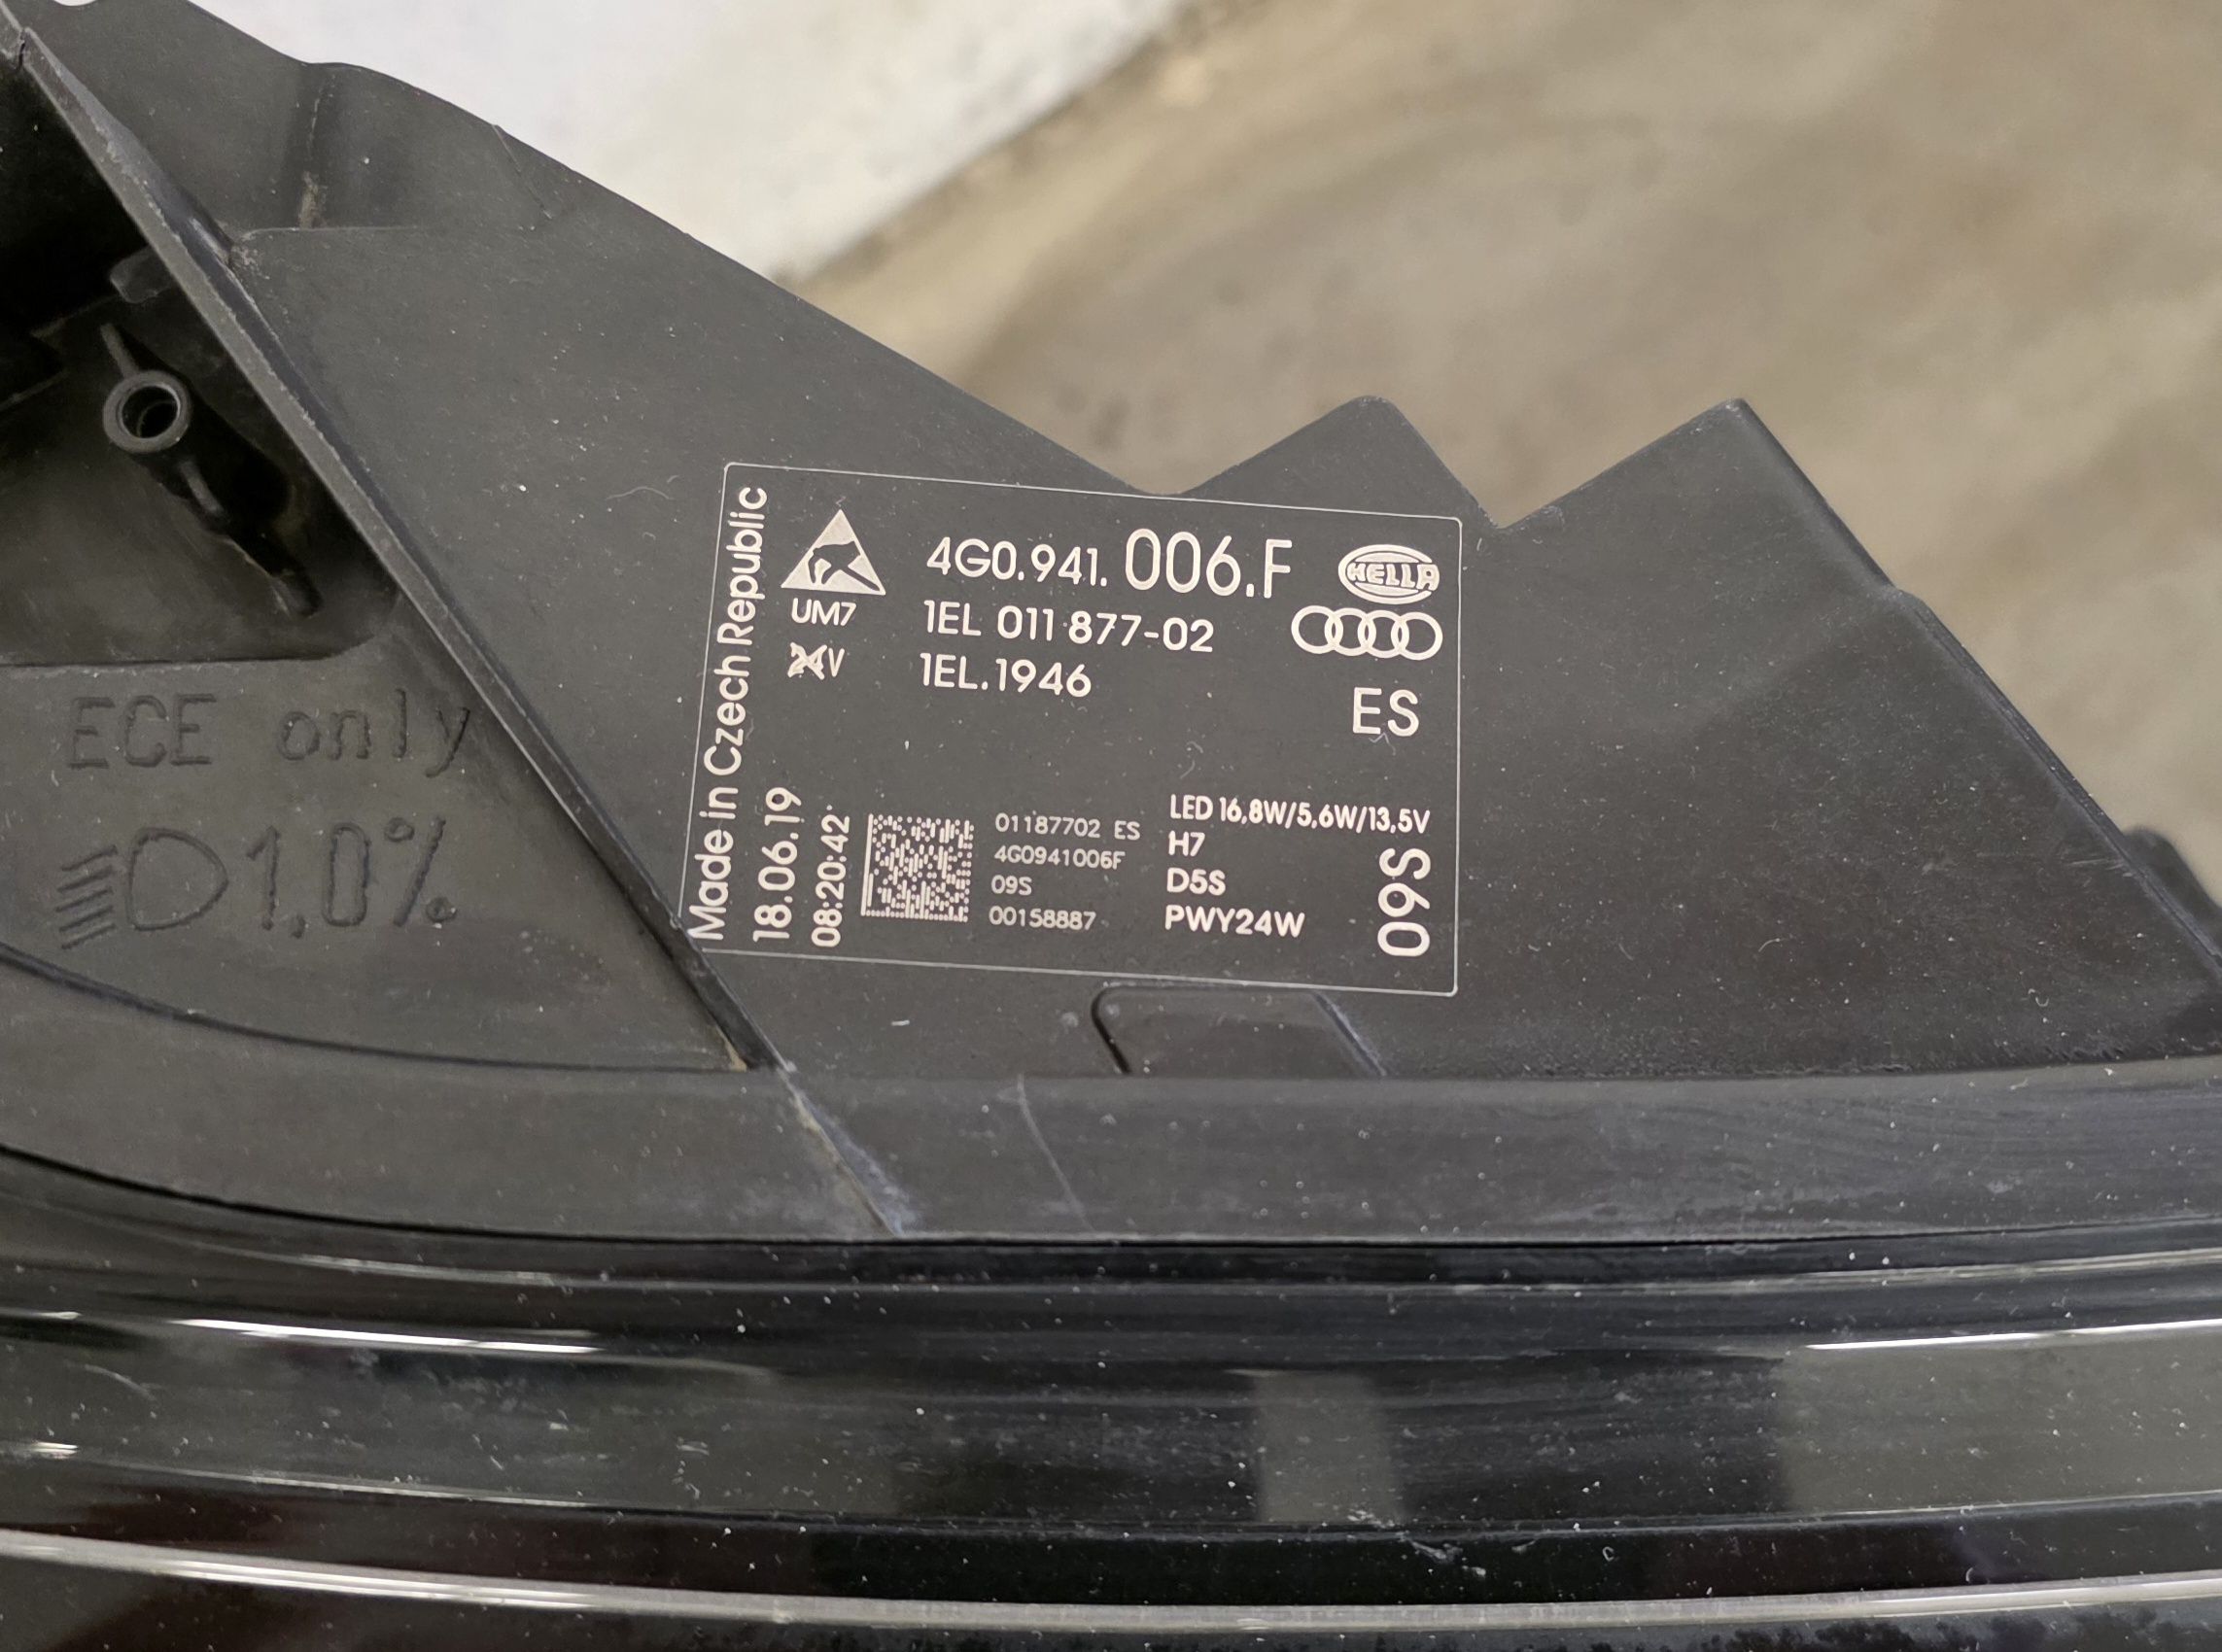 Made in Czech Republic
18.06.19
08:20:42
UM7
24V
4G0.941.006.F
1EL 011 877-02
1EL.1946
HELLA
ES
01187702 ES
4G0941006F
09S
00158887
LED 16,8W/5,6W/13,5V
H7
D5S
PWY24W
09S
ECE only
1.0%